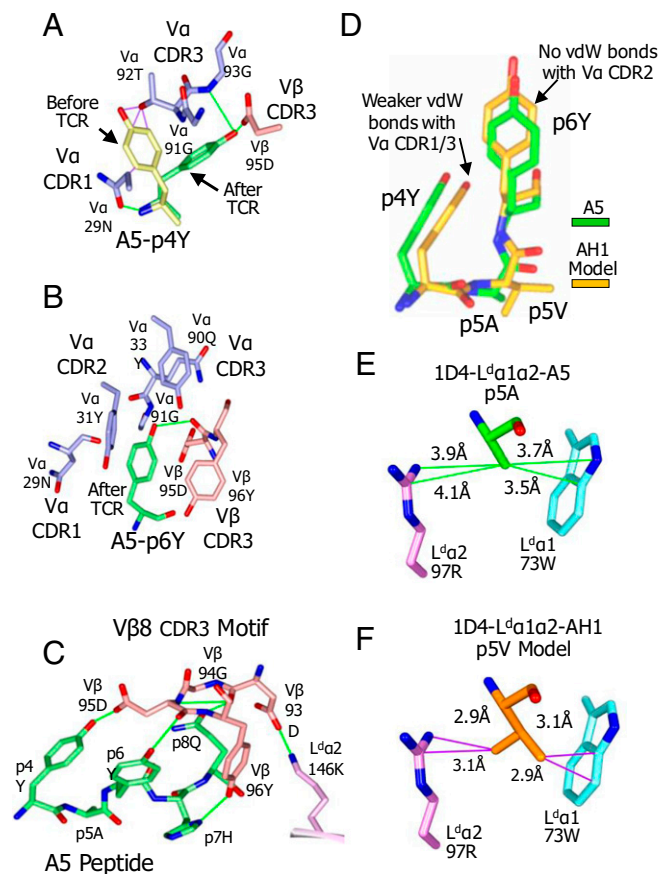 A
Vα
92T
Vα
CDR3
Vα
93G
Vβ
CDR3
Before
TCR
Vα
91G
Vβ
95D
Vα
CDR1
After
TCR
Vα
29N
A5-p4Y
B
Vα
33
Y
Vα
90Q
Vα
CDR2
Vα
CDR3
Vα
31Y
Vα
91G
Vα
29N
After
TCR
Vβ
95D
Vβ
96Y
Vα
CDR1
A5-p6Y
Vβ
CDR3
C
Vβ8 CDR3 Motif
Vβ
95D
Vβ
94G
Vβ
93
D
p4
Y
p6
Y
p8Q
Lᵈα2
146K
Vβ
96Y
p5A
p7H
A5 Peptide
D
No vdW bonds
with Vα CDR2
Weaker vdW
bonds with
Vα CDR1/3
p6Y
p4Y
A5
AH1
Model
p5A
p5V
E
1D4-Lᵈα1α2-A5
p5A
3.9Å
3.7Å
4.1Å
3.5Å
Lᵈα2
97R
Lᵈα1
73W
F
1D4-Lᵈα1α2-AH1
p5V Model
2.9Å
3.1Å
3.1Å
2.9Å
Lᵈα2
97R
Lᵈα1
73W